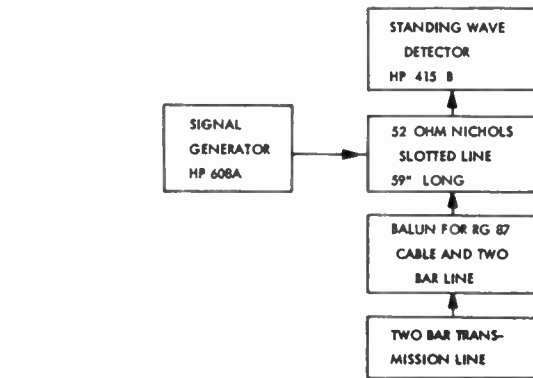 STANDING WAVE
DETECTOR
HP 415 B
SIGNAL
GENERATOR
HP 608A
52 OHM NICHOLS
SLOTTED LINE
59" LONG
BALUN FOR RG 87
CABLE AND TWO
BAR LINE
TWO BAR TRANS-
MISSION LINE